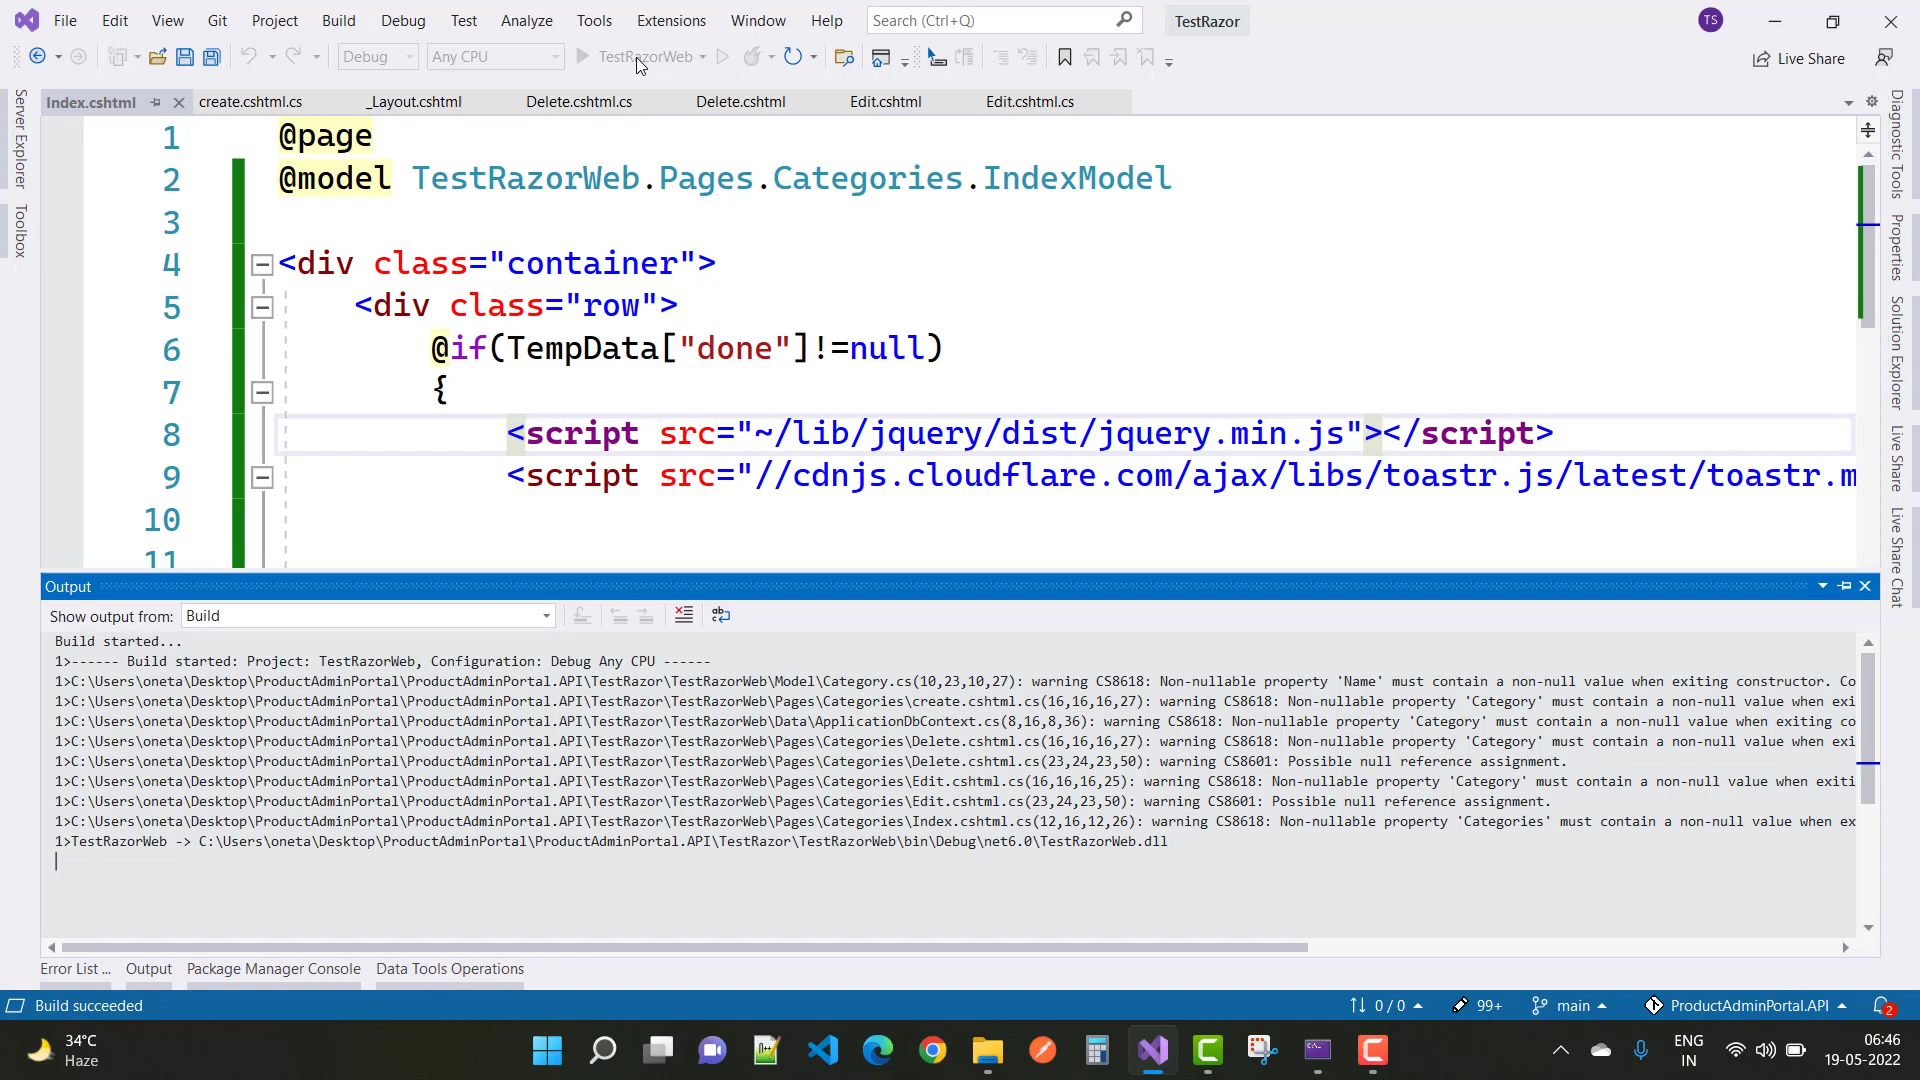 File Edit View Git Project Build Debug Test Analyze Tools Extensions Window Help Search (Ctrl+Q) TestRazor TS
Debug Any CPU TestRazorWeb Live Share
Index.cshtml create.cshtml.cs _Layout.cshtml Delete.cshtml.cs Delete.cshtml Edit.cshtml Edit.cshtml.cs
Server Explorer
Toolbox
Diagnostic Tools
Properties
Solution Explorer
Live Share
Live Share Chat
1 @page
2 @model TestRazorWeb.Pages.Categories.IndexModel
3
4 <div class="container">
5 <div class="row">
6 @if(TempData["done"]!=null)
7 {
8 <script src="~/lib/jquery/dist/jquery.min.js"></script>
9 <script src="//cdnjs.cloudflare.com/ajax/libs/toastr.js/latest/toastr.m
10
11
Output
Show output from: Build
Build started...
1>------ Build started: Project: TestRazorWeb, Configuration: Debug Any CPU ------
1>C:\Users\oneta\Desktop\ProductAdminPortal\ProductAdminPortal.API\TestRazor\TestRazorWeb\Model\Category.cs(10,23,10,27): warning CS8618: Non-nullable property 'Name' must contain a non-null value when exiting constructor. Co
1>C:\Users\oneta\Desktop\ProductAdminPortal\ProductAdminPortal.API\TestRazor\TestRazorWeb\Pages\Categories\create.cshtml.cs(16,16,16,27): warning CS8618: Non-nullable property 'Category' must contain a non-null value when exi
1>C:\Users\oneta\Desktop\ProductAdminPortal\ProductAdminPortal.API\TestRazor\TestRazorWeb\Data\ApplicationDbContext.cs(8,16,8,36): warning CS8618: Non-nullable property 'Category' must contain a non-null value when exiting co
1>C:\Users\oneta\Desktop\ProductAdminPortal\ProductAdminPortal.API\TestRazor\TestRazorWeb\Pages\Categories\Delete.cshtml.cs(16,16,16,27): warning CS8618: Non-nullable property 'Category' must contain a non-null value when exi
1>C:\Users\oneta\Desktop\ProductAdminPortal\ProductAdminPortal.API\TestRazor\TestRazorWeb\Pages\Categories\Delete.cshtml.cs(23,24,23,50): warning CS8601: Possible null reference assignment.
1>C:\Users\oneta\Desktop\ProductAdminPortal\ProductAdminPortal.API\TestRazor\TestRazorWeb\Pages\Categories\Edit.cshtml.cs(16,16,16,25): warning CS8618: Non-nullable property 'Category' must contain a non-null value when exiti
1>C:\Users\oneta\Desktop\ProductAdminPortal\ProductAdminPortal.API\TestRazor\TestRazorWeb\Pages\Categories\Edit.cshtml.cs(23,24,23,50): warning CS8601: Possible null reference assignment.
1>C:\Users\oneta\Desktop\ProductAdminPortal\ProductAdminPortal.API\TestRazor\TestRazorWeb\Pages\Categories\Index.cshtml.cs(12,16,12,26): warning CS8618: Non-nullable property 'Categories' must contain a non-null value when ex
1>TestRazorWeb -> C:\Users\oneta\Desktop\ProductAdminPortal\ProductAdminPortal.API\TestRazor\TestRazorWeb\bin\Debug\net6.0\TestRazorWeb.dll
Error List ... Output Package Manager Console Data Tools Operations
Build succeeded 0 / 0 99+ main ProductAdminPortal.API 2
34°C
Haze
ENG
IN
06:46
19-05-2022